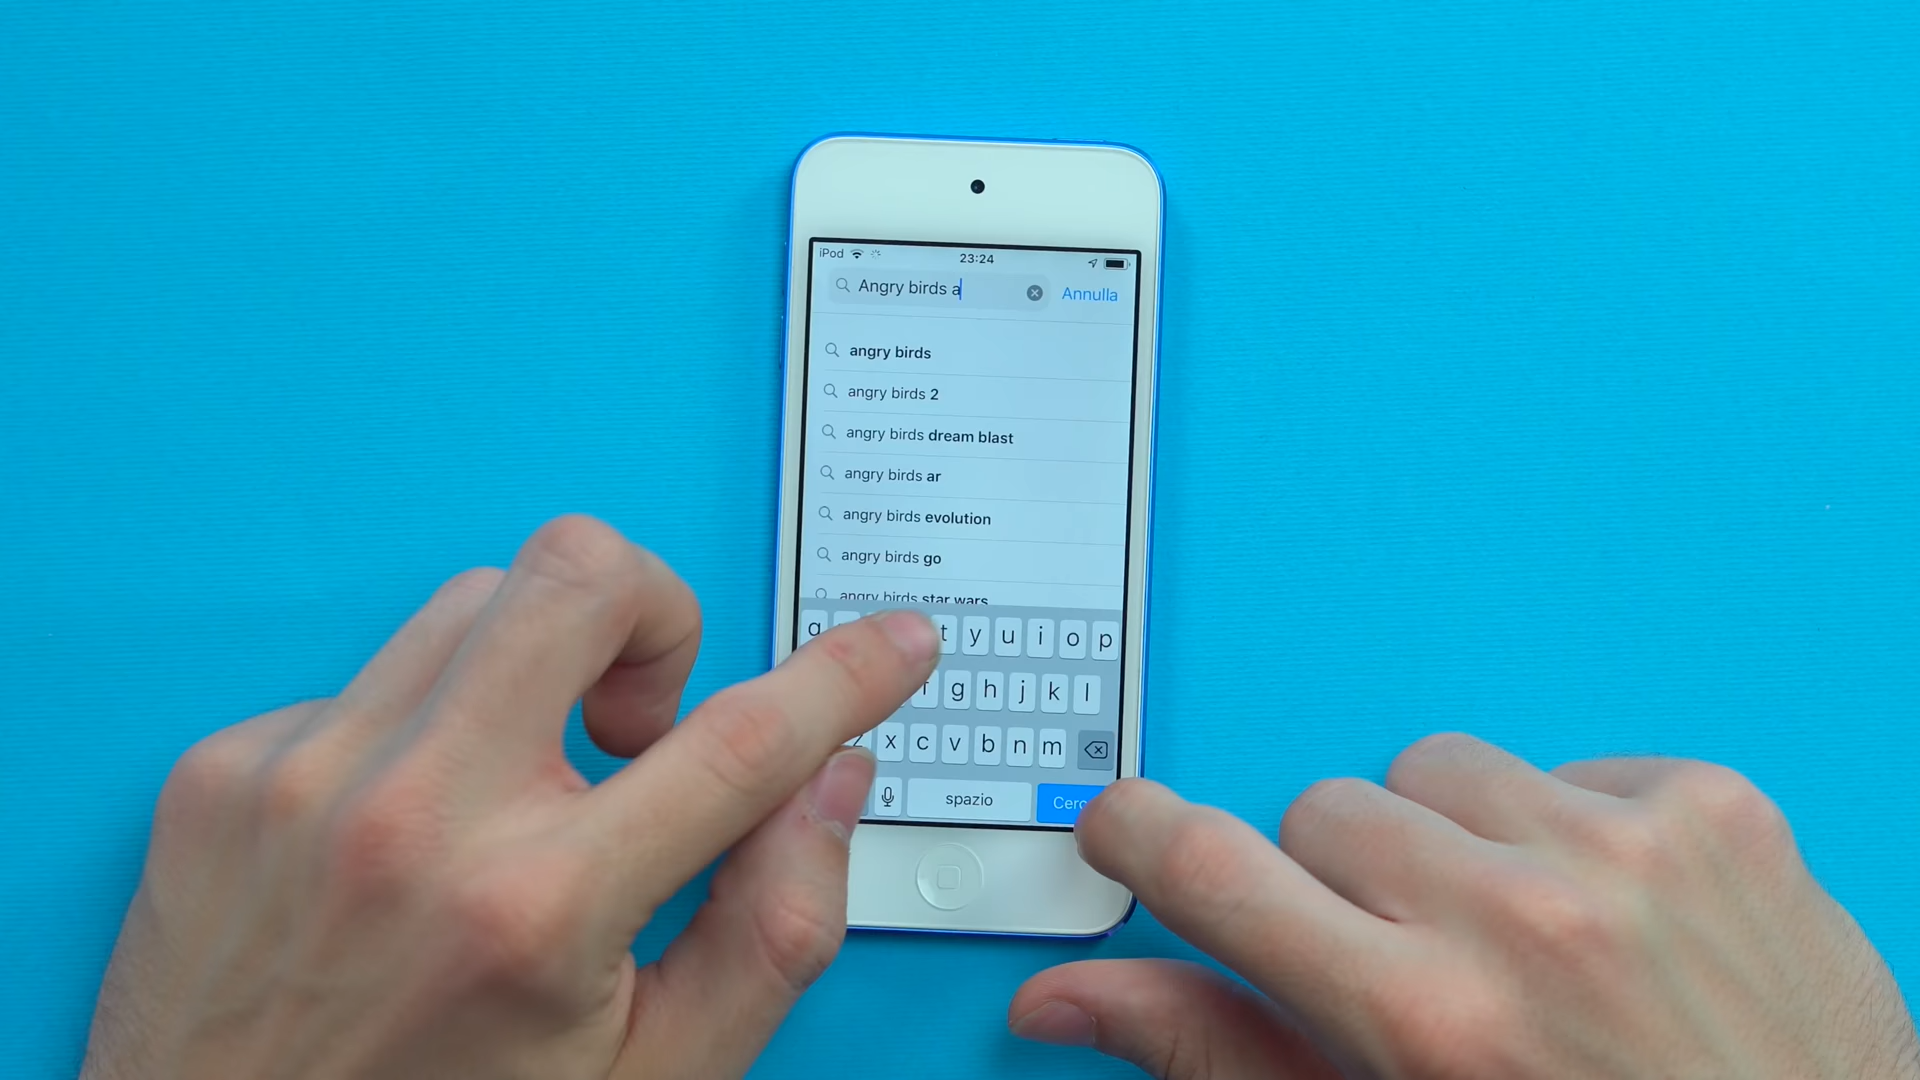 iPod 23:24
Angry birds a Annulla
angry birds
angry birds 2
angry birds dream blast
angry birds ar
angry birds evolution
angry birds go
angry birds star wars
q t y u i o p
f g h j k l
z x c v b n m
spazio Cerc